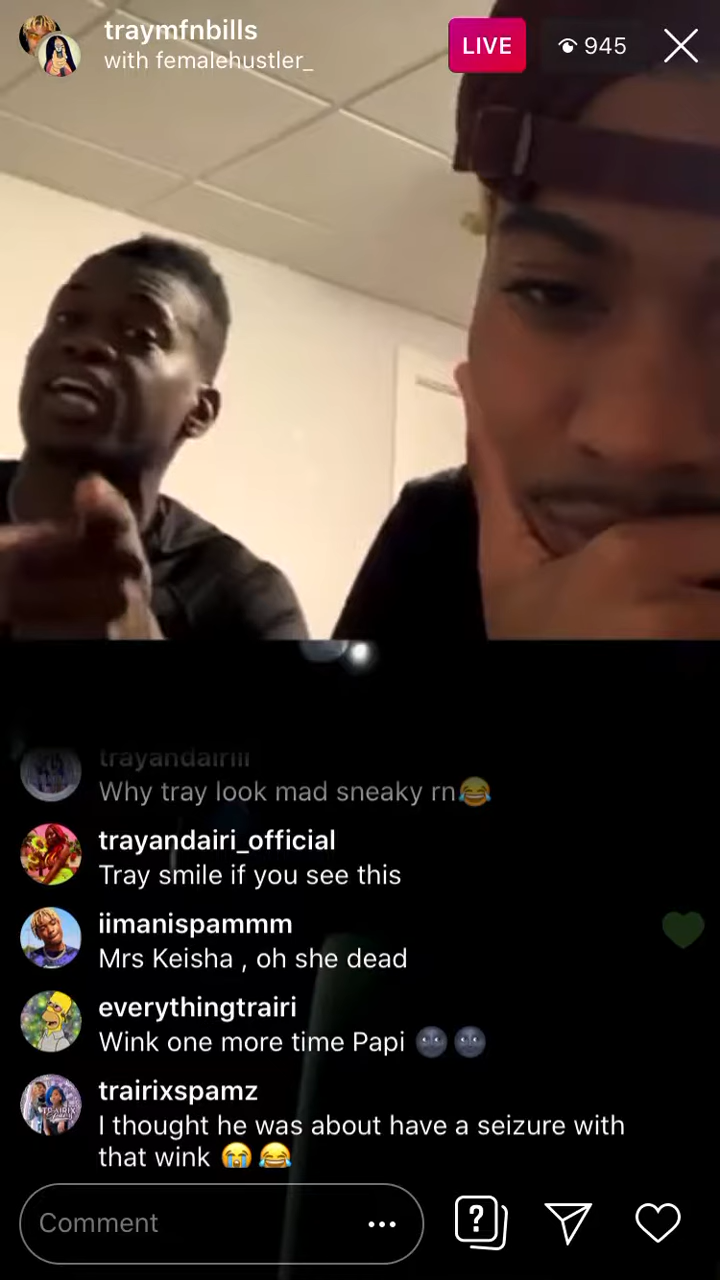 traymfnbills
with femalehustler_
LIVE
945
trayandairiii
Why tray look mad sneaky rn😂
trayandairi_official
Tray smile if you see this
iimanispammm
Mrs Keisha , oh she dead
everythingtrairi
Wink one more time Papi 🌚🌚
trairixspamz
I thought he was about have a seizure with
that wink 😭😂
Comment